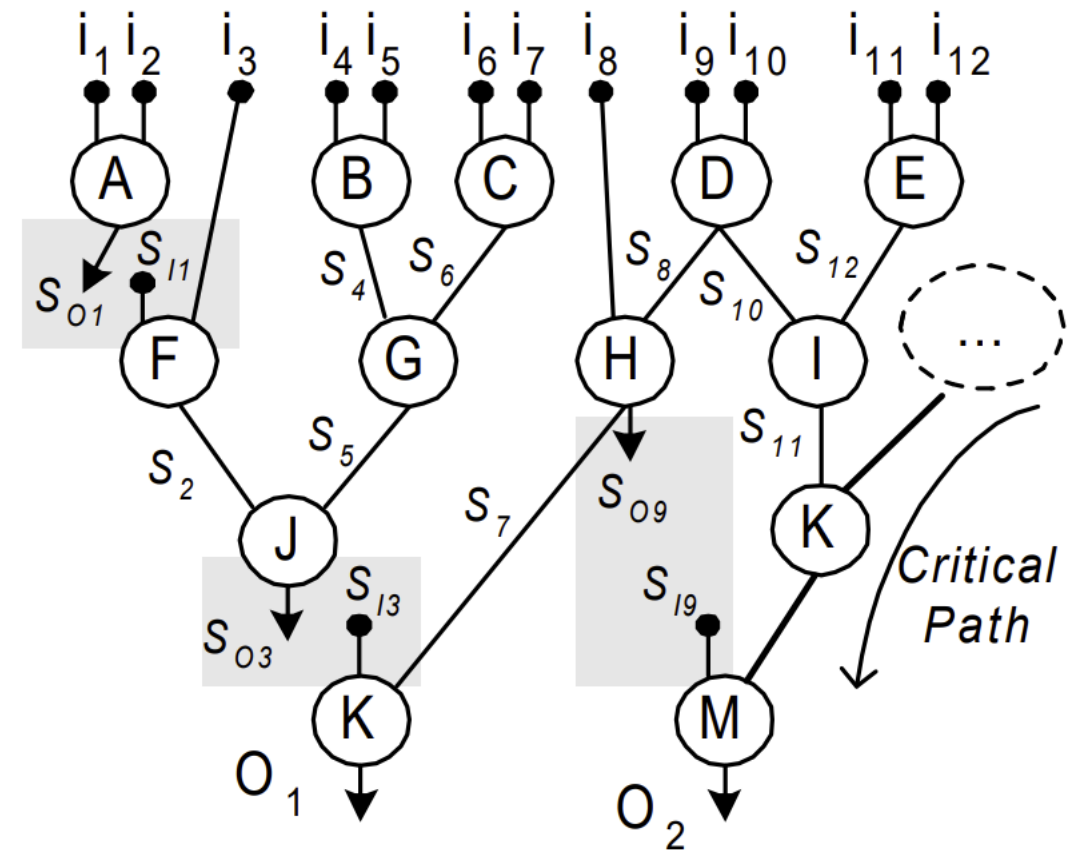 i1 i2 i3 i4 i5 i6 i7 i8 i9 i10 i11 i12
A B C D E
SI1 S4 S6 S8 S10 S12
SO1
F G H I ...
S2 S5 S7 SO9 S11
J K
Critical
Path
SO3 SI3 SI9
K M
O1 O2